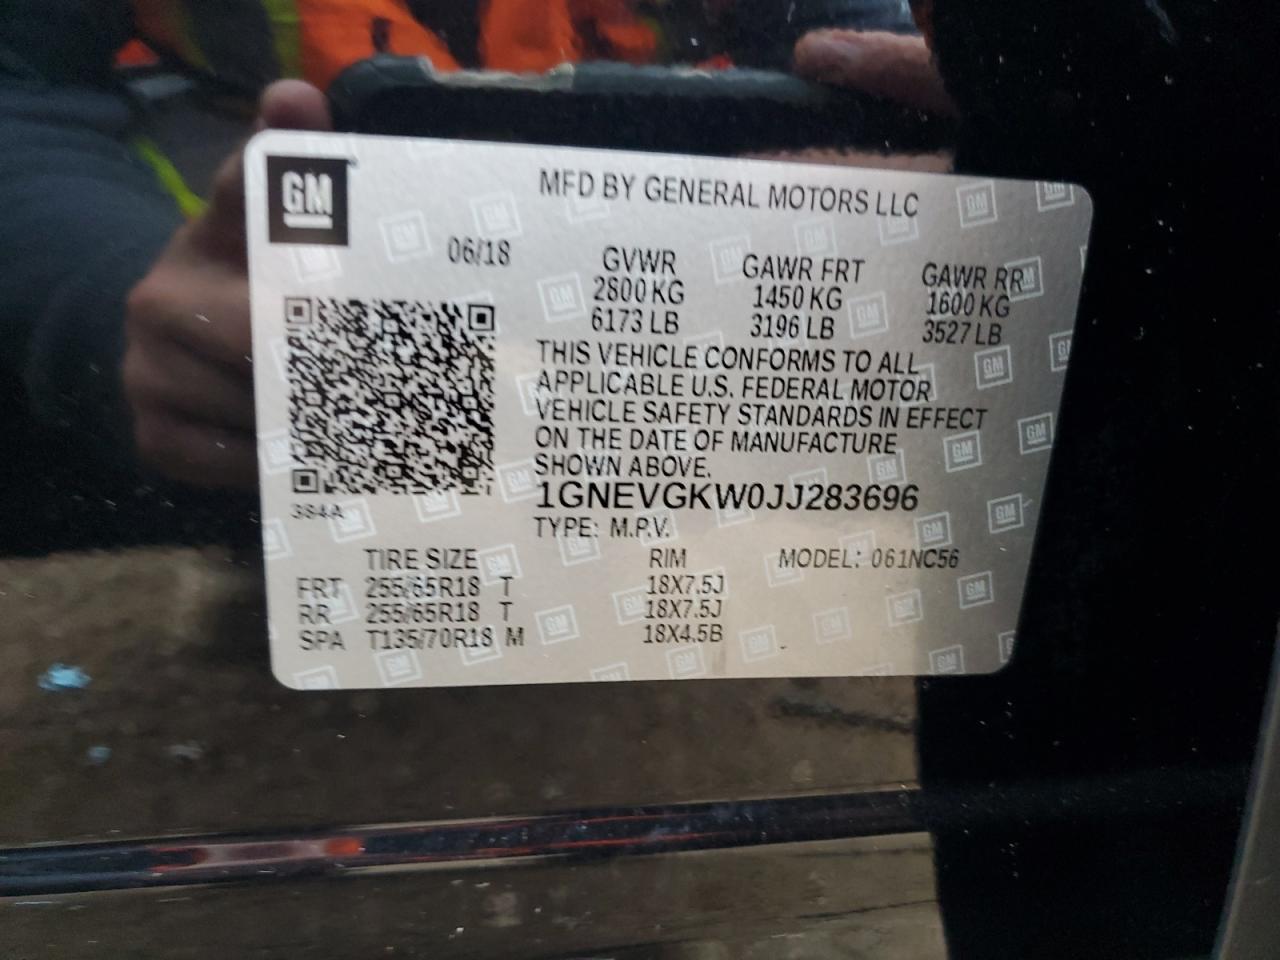 GM
MFD BY GENERAL MOTORS LLC
06/18 GVWR GAWR FRT GAWR RR
2800 KG 1450 KG 1600 KG
6173 LB 3196 LB 3527 LB
THIS VEHICLE CONFORMS TO ALL
APPLICABLE U.S. FEDERAL MOTOR
VEHICLE SAFETY STANDARDS IN EFFECT
ON THE DATE OF MANUFACTURE
SHOWN ABOVE.
1GNEVGKW0JJ283696
384A
TYPE: M.P.V.
TIRE SIZE RIM MODEL: 061NC56
FRT 255/65R18 T 18X7.5J
RR 255/65R18 T 18X7.5J
SPA T135/70R18 M 18X4.5B